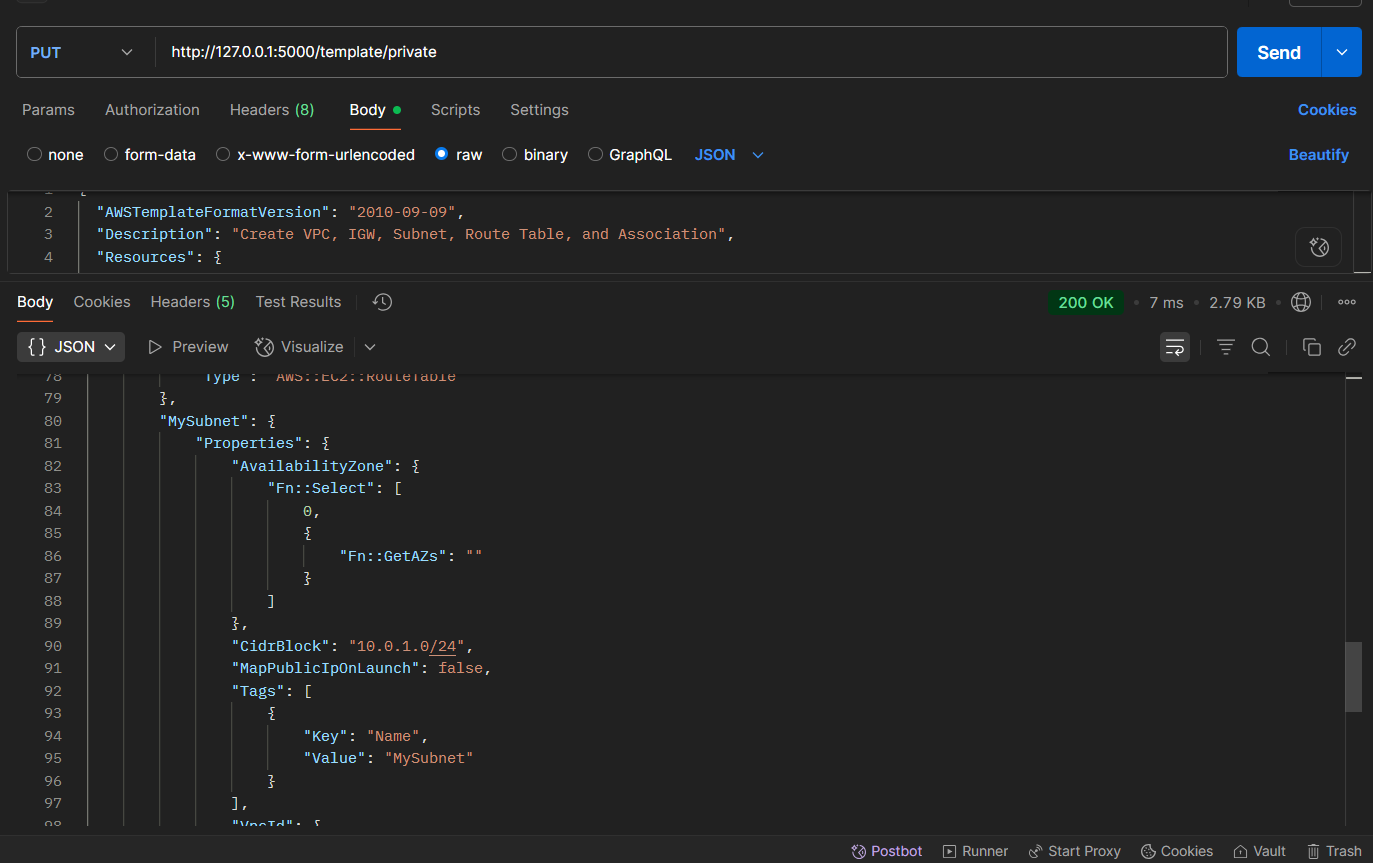 PUT http://127.0.0.1:5000/template/private Send
Params Authorization Headers (8) Body Scripts Settings Cookies
none form-data x-www-form-urlencoded raw binary GraphQL JSON Beautify
2 "AWSTemplateFormatVersion": "2010-09-09",
3 "Description": "Create VPC, IGW, Subnet, Route Table, and Association",
4 "Resources": {
Body Cookies Headers (5) Test Results 200 OK • 7 ms • 2.79 KB •
{} JSON Preview Visualize
78 "Type": "AWS::EC2::RouteTable"
79 },
80 "MySubnet": {
81 "Properties": {
82 "AvailabilityZone": {
83 "Fn::Select": [
84 0,
85 {
86 "Fn::GetAZs": ""
87 }
88 ]
89 },
90 "CidrBlock": "10.0.1.0/24",
91 "MapPublicIpOnLaunch": false,
92 "Tags": [
93 {
94 "Key": "Name",
95 "Value": "MySubnet"
96 }
97 ],
98 "VpcId": {
Postbot Runner Start Proxy Cookies Vault Trash